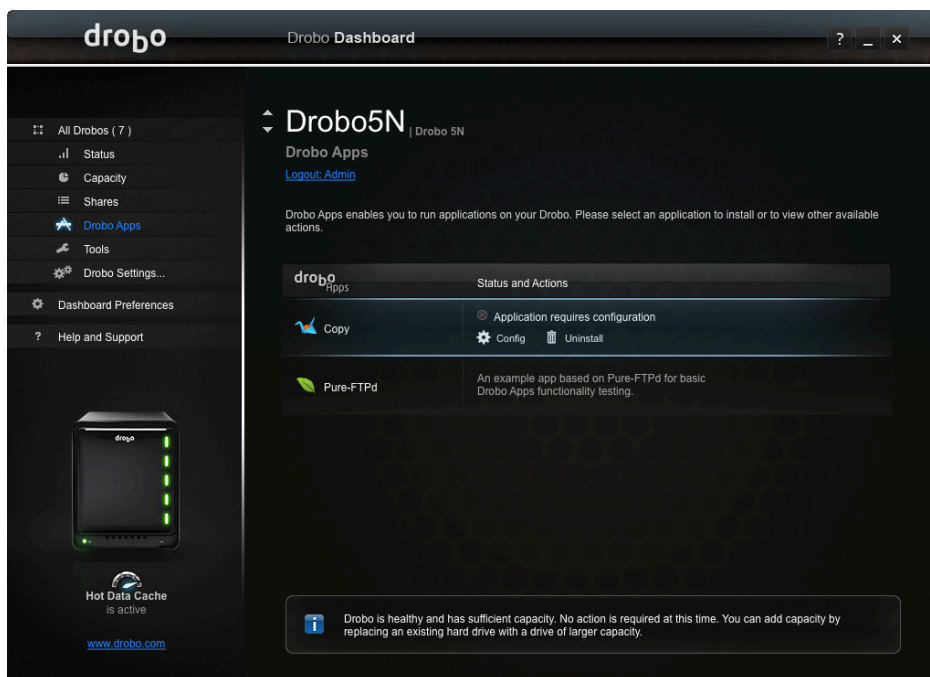 drobo
Drobo Dashboard
? _ ×
All Drobos ( 7 )
Status
Capacity
Shares
Drobo Apps
Tools
Drobo Settings...
Dashboard Preferences
? Help and Support
drobo
Hot Data Cache
is active
www.drobo.com
Drobo5N | Drobo 5N
Drobo Apps
Logout: Admin
Drobo Apps enables you to run applications on your Drobo. Please select an application to install or to view other available
actions.
drobo Apps
Status and Actions
Copy
Application requires configuration
Config Uninstall
Pure-FTPd
An example app based on Pure-FTPd for basic
Drobo Apps functionality testing.
i
Drobo is healthy and has sufficient capacity. No action is required at this time. You can add capacity by
replacing an existing hard drive with a drive of larger capacity.